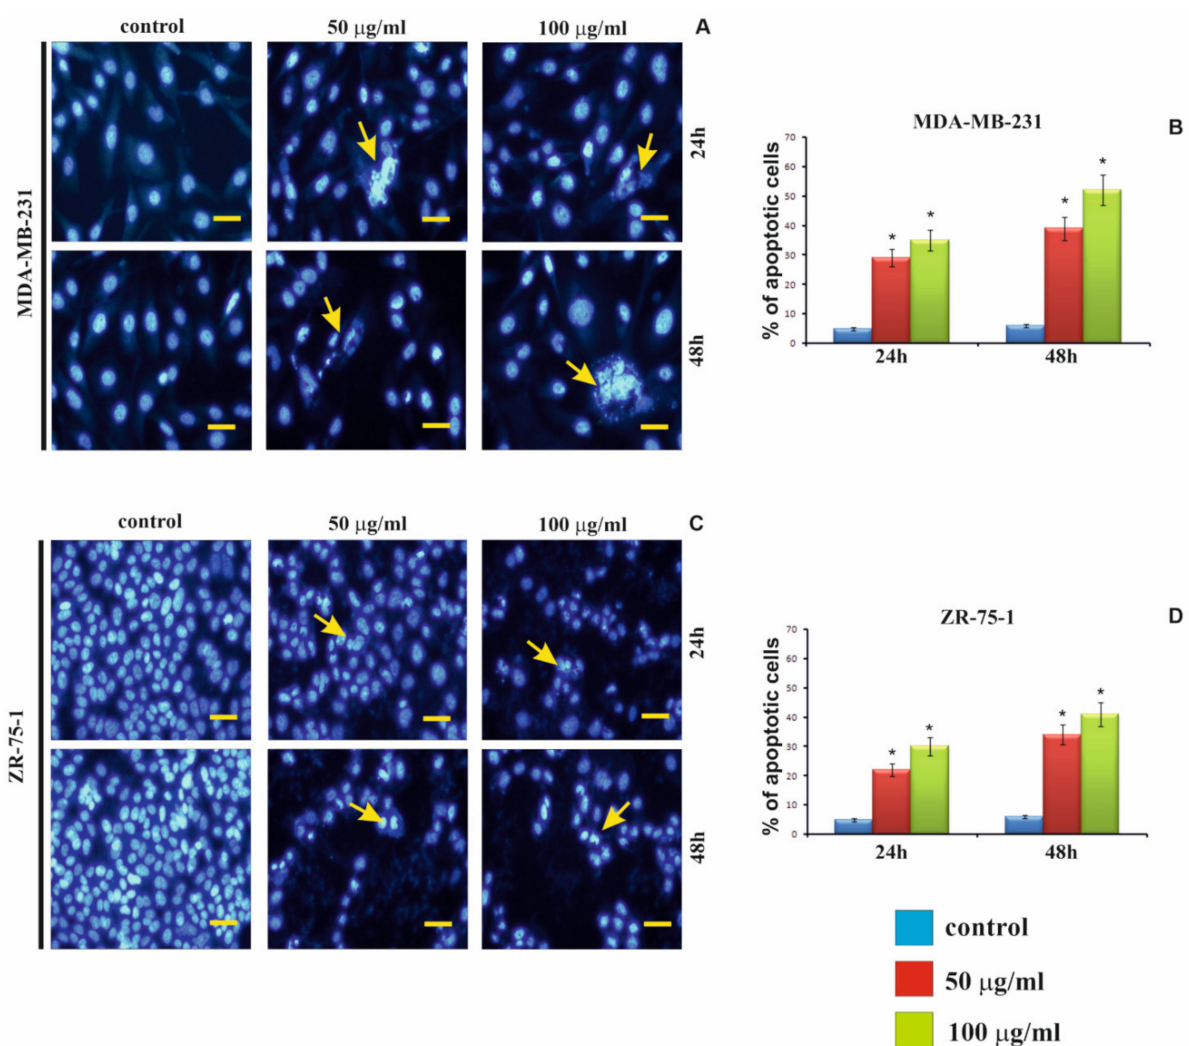 control
50 µg/ml
100 µg/ml
A
MDA-MB-231
24h
48h
MDA-MB-231
B
% of apoptotic cells
70
60
50
40
30
20
10
0
*
*
*
*
24h
48h
control
50 µg/ml
100 µg/ml
C
ZR-75-1
24h
48h
ZR-75-1
D
% of apoptotic cells
70
60
50
40
30
20
10
0
*
*
*
*
24h
48h
control
50 µg/ml
100 µg/ml